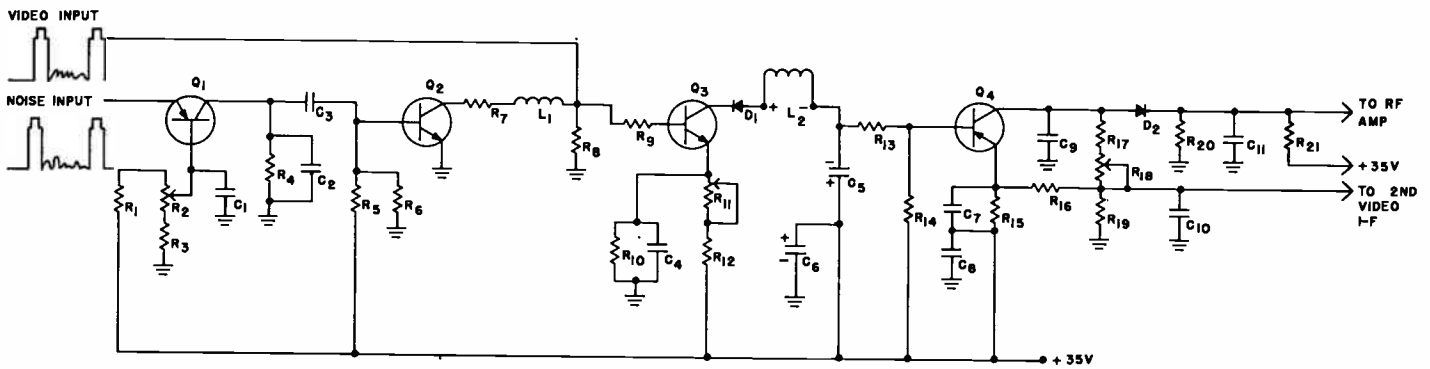 VIDEO INPUT
NOISE INPUT
Q1
Q2
Q3
Q4
C3
R7
L1
R8
R9
D1
+ L2 -
R13
C9
R17
D2
R20
C11
R21
TO RF AMP
+35V
R18
TO 2ND VIDEO I-F
R1
R2
R3
C1
R4
C2
R5
R6
R10
C4
R11
R12
-
+
C5
+
-
C6
R14
C7
R15
C8
R16
R19
C10
+ 35V